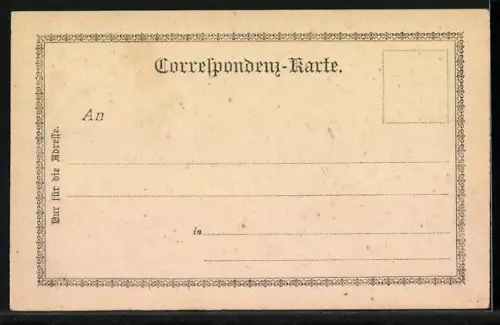 Correſpondenz-Karte.
An
in
Nur für die Adreſſe.